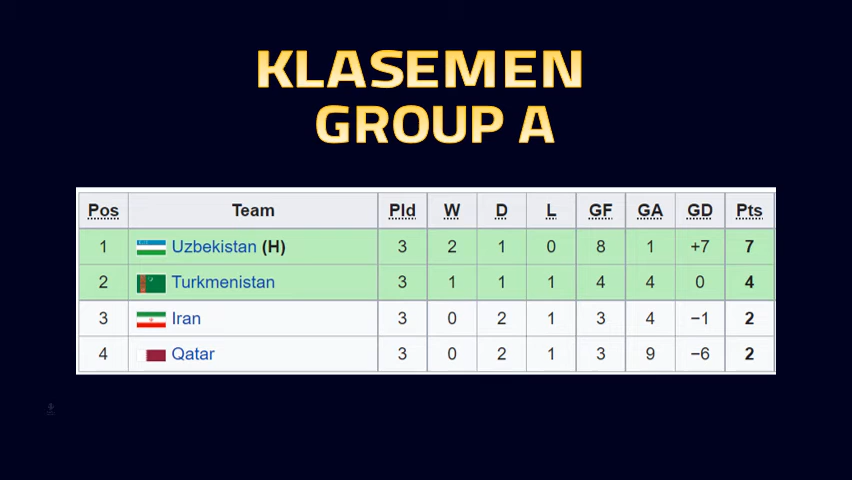 KLASEMEN
GROUP A
Pos Team Pld W D L GF GA GD Pts
1 Uzbekistan (H) 3 2 1 0 8 1 +7 7
2 Turkmenistan 3 1 1 1 4 4 0 4
3 Iran 3 0 2 1 3 4 −1 2
4 Qatar 3 0 2 1 3 9 −6 2